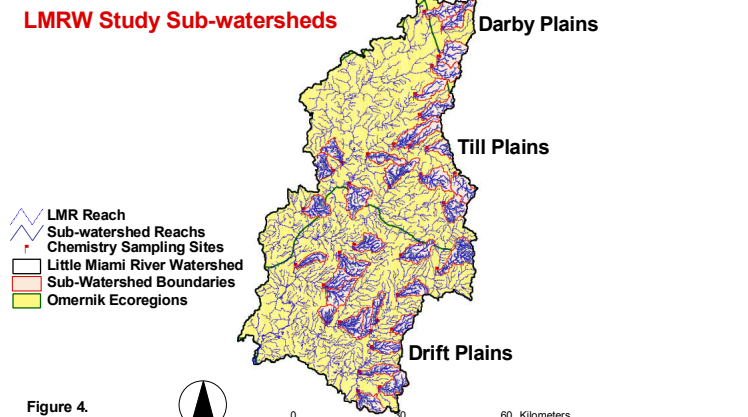 LMRW Study Sub-watersheds
Darby Plains
Till Plains
LMR Reach
Sub-watershed Reachs
Chemistry Sampling Sites
Little Miami River Watershed
Sub-Watershed Boundaries
Omernik Ecoregions
Drift Plains
Figure 4.
0 60 Kilometers